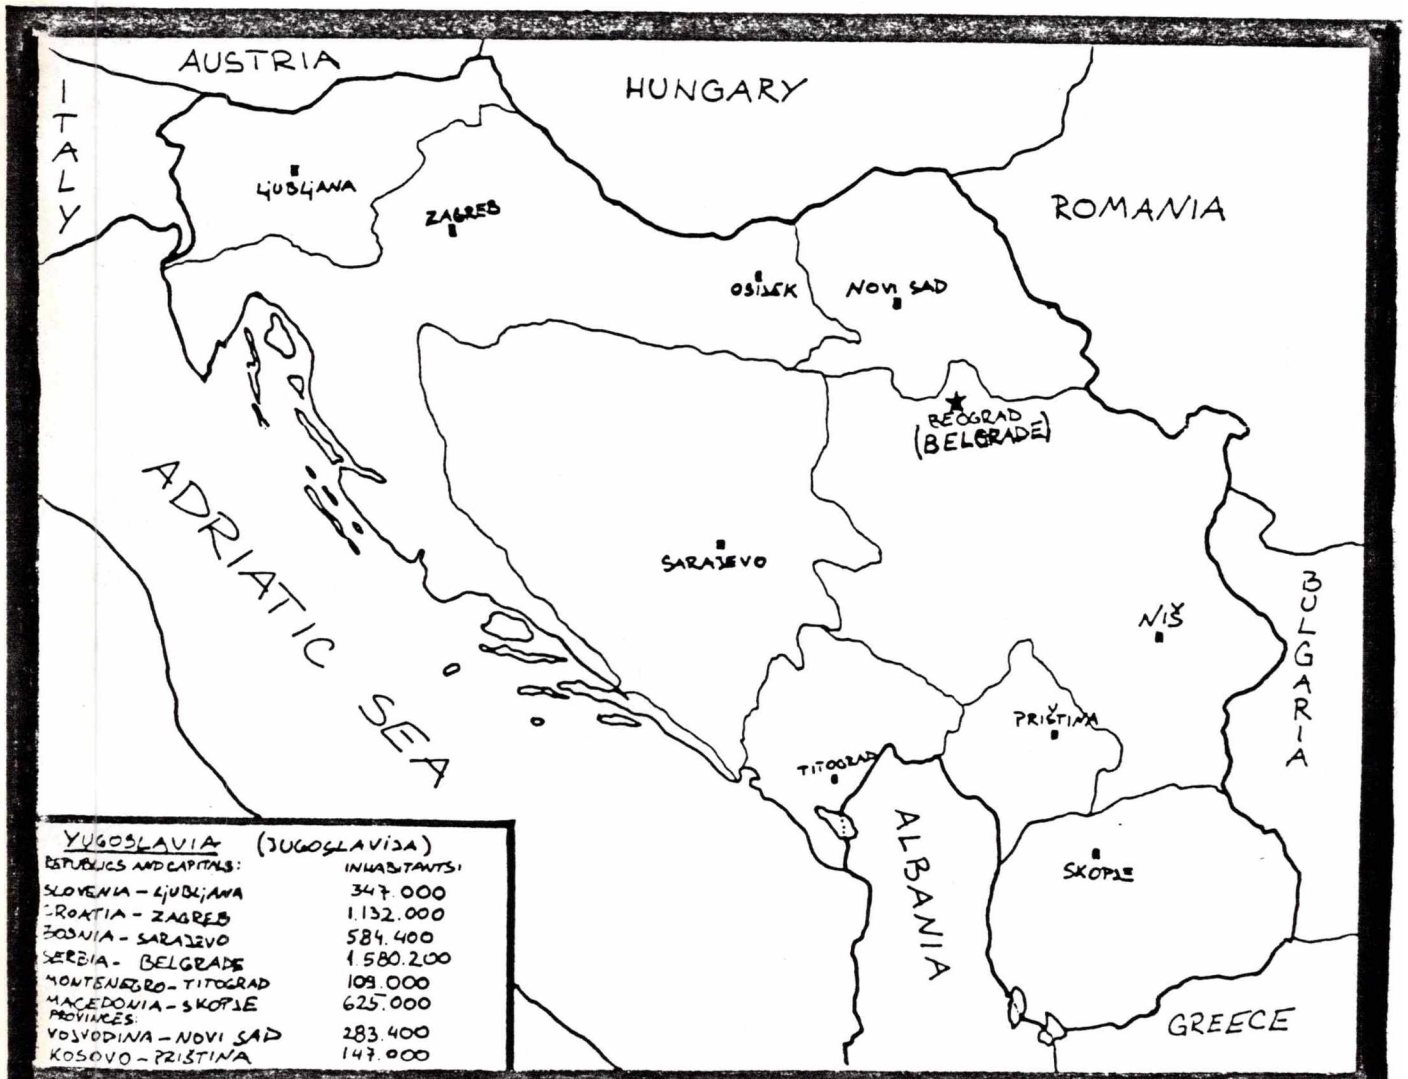 AUSTRIA
HUNGARY
ITALY
LjUBLjANA
ZAGREB
ROMANIA
OSIJEK
NOVI SAD
BEOGRAD
(BELGRADE)
ADRIATIC SEA
SARAJEVO
NIŠ
BULGARIA
PRIŠTINA
TITOGRAD
ALBANIA
SKOPJE
GREECE
YUGOSLAVIA (JUGOSLAVIJA)
REPUBLICS AND CAPITALS: INHABITANTS:
SLOVENIA - LjUBLjANA 347.000
CROATIA - ZAGREB 1.132.000
BOSNIA - SARAJEVO 584.400
SERBIA - BELGRADE 1.580.200
MONTENEGRO - TITOGRAD 109.000
MACEDONIA - SKOPJE 625.000
PROVINCES:
VOJVODINA - NOVI SAD 283.400
KOSOVO - PRIŠTINA 147.000